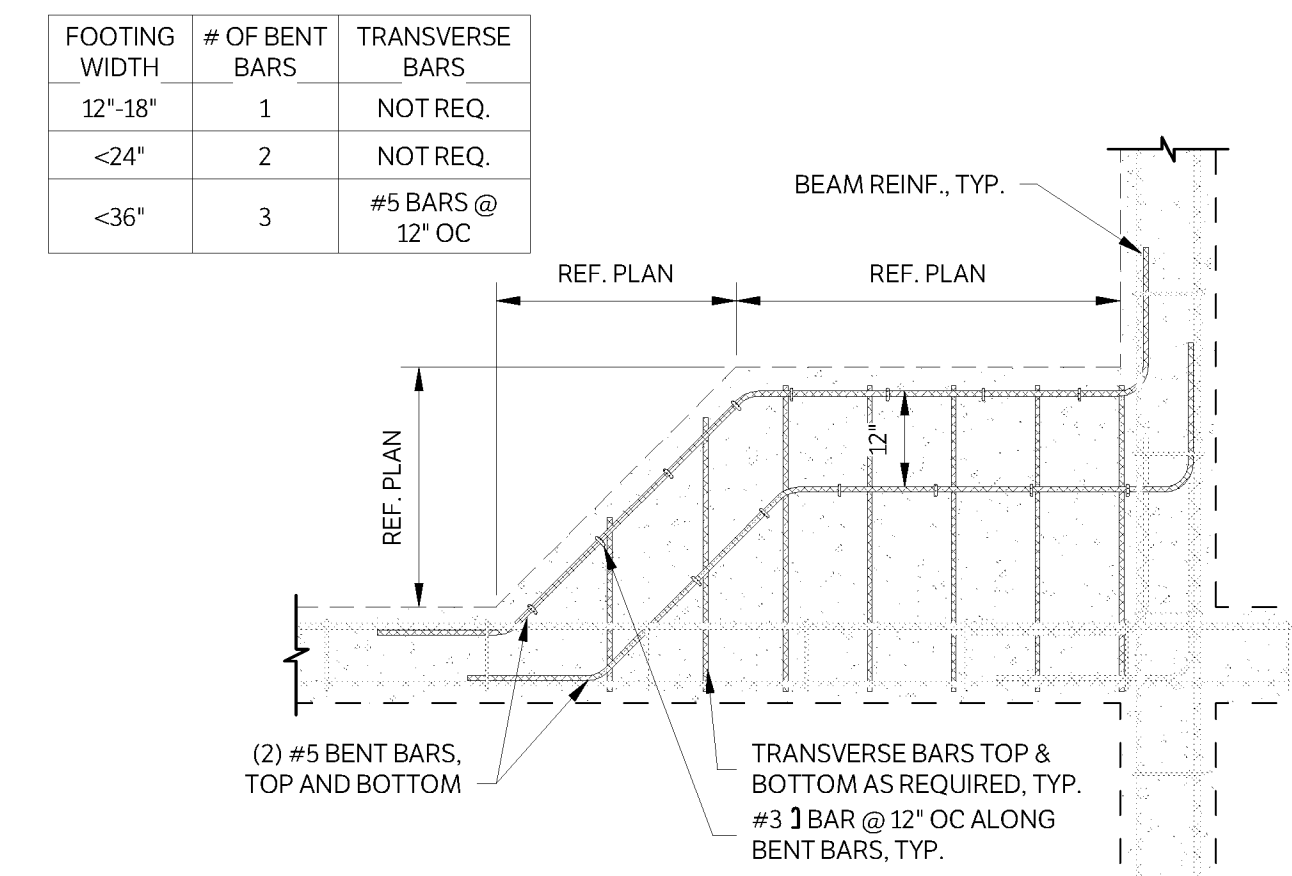 FOOTING WIDTH # OF BENT BARS TRANSVERSE BARS
12"-18" 1 NOT REQ.
<24" 2 NOT REQ.
<36" 3 #5 BARS @ 12" OC
BEAM REINF., TYP.
REF. PLAN
REF. PLAN
REF. PLAN
12"
(2) #5 BENT BARS,
TOP AND BOTTOM
TRANSVERSE BARS TOP &
BOTTOM AS REQUIRED, TYP.
#3 BAR @ 12" OC ALONG
BENT BARS, TYP.